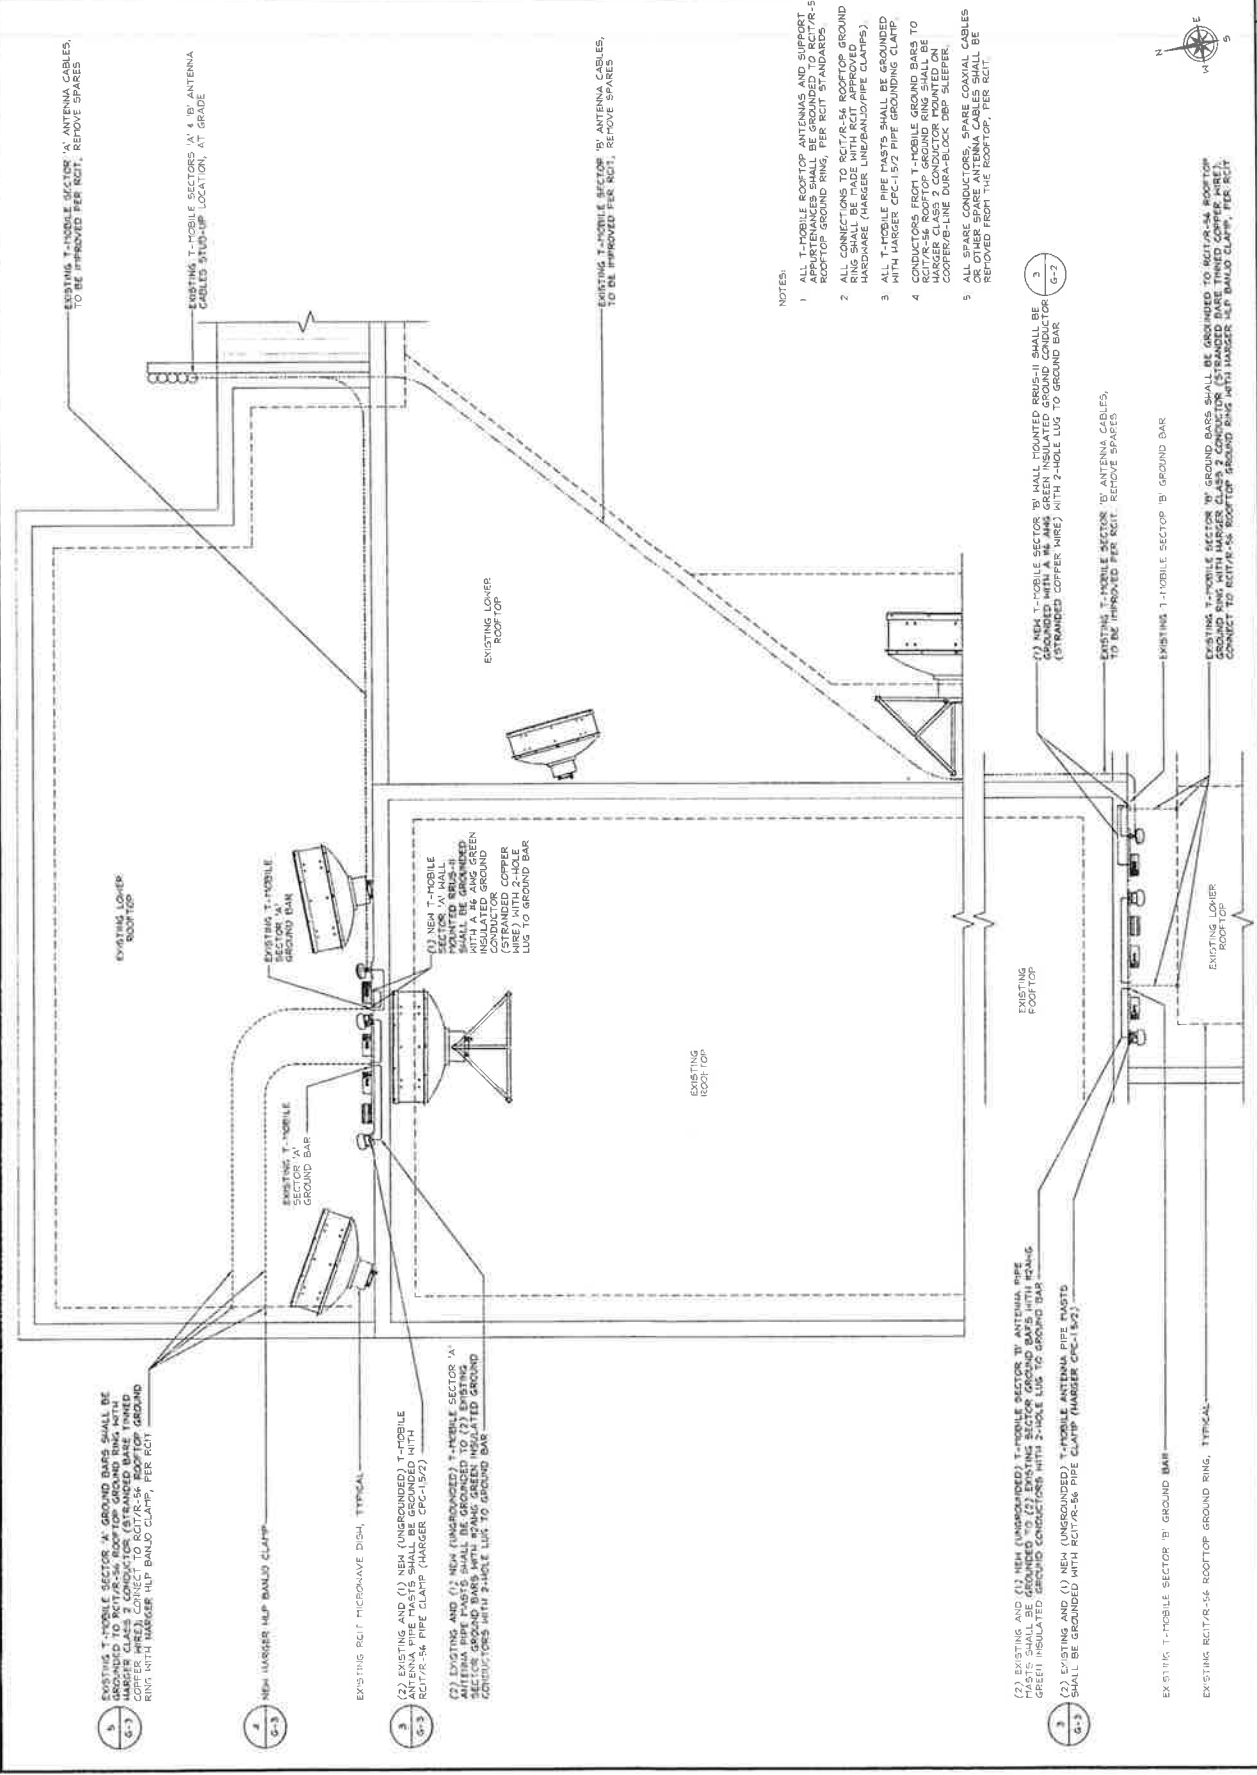 EXISTING T-MOBILE SECTOR 'A' GROUND BARS SHALL BE
GROUNDED TO RCIT/R-56 ROOFTOP GROUND RING WITH
HARGER CLASS 2 CONDUCTOR (STRANDED BARE TINNED
COPPER WIRE). CONNECT TO RCIT/R-56 ROOFTOP GROUND
RING WITH HARGER HLP BANJO CLAMP, PER RCIT
5
G-3
NEW HARGER HLP BANJO CLAMP
4
G-3
EXISTING RCIT MICROWAVE DISH, TYPICAL
(2) EXISTING AND (1) NEW (UNGROUNDED) T-MOBILE
ANTENNA PIPE MASTS SHALL BE GROUNDED WITH
RCIT/R-56 PIPE CLAMP (HARGER CPC-1.5/2)
3
G-3
(2) EXISTING AND (1) NEW (UNGROUNDED) T-MOBILE SECTOR 'A'
ANTENNA PIPE MASTS SHALL BE GROUNDED TO (2) EXISTING
SECTOR GROUND BARS WITH #2AWG GREEN INSULATED GROUND
CONDUCTORS WITH 2-HOLE LUG TO GROUND BAR
EXISTING LOWER
ROOFTOP
EXISTING T-MOBILE
SECTOR 'A'
GROUND BAR
EXISTING T-MOBILE
SECTOR 'A'
GROUND BAR
(1) NEW T-MOBILE
SECTOR 'A' WALL
MOUNTED RRUS-11
SHALL BE GROUNDED
WITH A #6 AWG GREEN
INSULATED GROUND
CONDUCTOR
(STRANDED COPPER
WIRE) WITH 2-HOLE
LUG TO GROUND BAR
EXISTING
ROOFTOP
EXISTING LOWER
ROOFTOP
EXISTING T-MOBILE SECTOR 'A' ANTENNA CABLES,
TO BE IMPROVED PER RCIT, REMOVE SPARES
EXISTING T-MOBILE SECTORS 'A' & 'B' ANTENNA
CABLES STUB-UP LOCATION, AT GRADE
EXISTING T-MOBILE SECTOR 'B' ANTENNA CABLES,
TO BE IMPROVED PER RCIT, REMOVE SPARES
NOTES:
1 ALL T-MOBILE ROOFTOP ANTENNAS AND SUPPORT
APPURTENANCES SHALL BE GROUNDED TO RCIT/R-5
ROOFTOP GROUND RING, PER RCIT STANDARDS.
2 ALL CONNECTIONS TO RCIT/R-56 ROOFTOP GROUND
RING SHALL BE MADE WITH RCIT APPROVED
HARDWARE (HARGER LINE/BANJO/PIPE CLAMPS).
3 ALL T-MOBILE PIPE MASTS SHALL BE GROUNDED
WITH HARGER CPC-1.5/2 PIPE GROUNDING CLAMP.
4 CONDUCTORS FROM T-MOBILE GROUND BARS TO
RCIT/R-56 ROOFTOP GROUND RING SHALL BE
HARGER CLASS 2 CONDUCTOR MOUNTED ON
COOPER/B-LINE DURA-BLOCK DBP SLEEPER.
5 ALL SPARE CONDUCTORS, SPARE COAXIAL CABLES
OR OTHER SPARE ANTENNA CABLES SHALL BE
REMOVED FROM THE ROOFTOP, PER RCIT.
N
E
S
W
(1) NEW T-MOBILE SECTOR 'B' WALL MOUNTED RRUS-11 SHALL BE
GROUNDED WITH A #6 AWG GREEN INSULATED GROUND CONDUCTOR
(STRANDED COPPER WIRE) WITH 2-HOLE LUG TO GROUND BAR
3
G-2
EXISTING T-MOBILE SECTOR 'B' ANTENNA CABLES,
TO BE IMPROVED PER RCIT. REMOVE SPARES
EXISTING T-MOBILE SECTOR 'B' GROUND BAR
EXISTING T-MOBILE SECTOR 'B' GROUND BARS SHALL BE GROUNDED TO RCIT/R-56 ROOFTOP
GROUND RING WITH HARGER CLASS 2 CONDUCTOR (STRANDED BARE TINNED COPPER WIRE).
CONNECT TO RCIT/R-56 ROOFTOP GROUND RING WITH HARGER HLP BANJO CLAMP, PER RCIT
EXISTING
ROOFTOP
EXISTING LOWER
ROOFTOP
(2) EXISTING AND (1) NEW (UNGROUNDED) T-MOBILE SECTOR 'B' ANTENNA PIPE
MASTS SHALL BE GROUNDED TO (2) EXISTING SECTOR GROUND BARS WITH #2AWG
GREEN INSULATED GROUND CONDUCTORS WITH 2-HOLE LUG TO GROUND BAR
(2) EXISTING AND (1) NEW (UNGROUNDED) T-MOBILE ANTENNA PIPE MASTS
SHALL BE GROUNDED WITH RCIT/R-56 PIPE CLAMP (HARGER CPC-1.5/2)
3
G-3
EXISTING T-MOBILE SECTOR 'B' GROUND BAR
EXISTING RCIT/R-56 ROOFTOP GROUND RING, TYPICAL